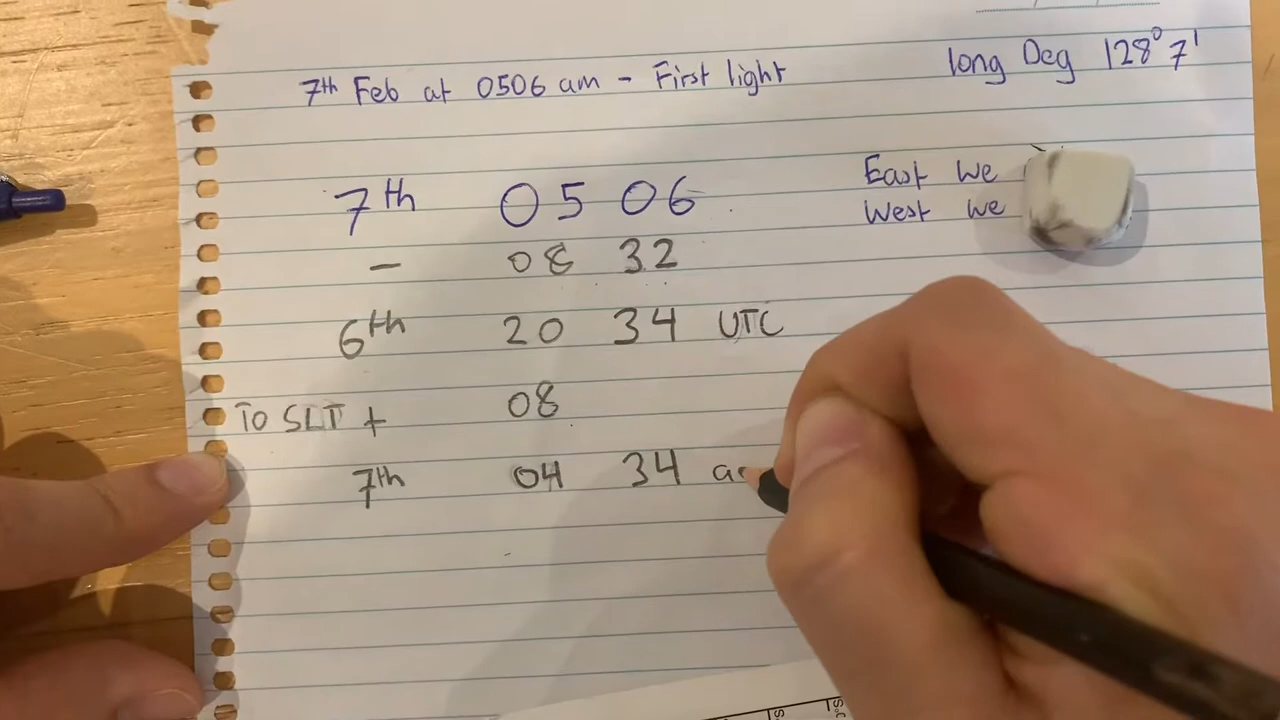 7th Feb at 0506 am - First light
long Deg 128° 7'
7th 05 06
East We
West we
- 08 32
6th 20 34 UTC
To SLT + 08
7th 04 34